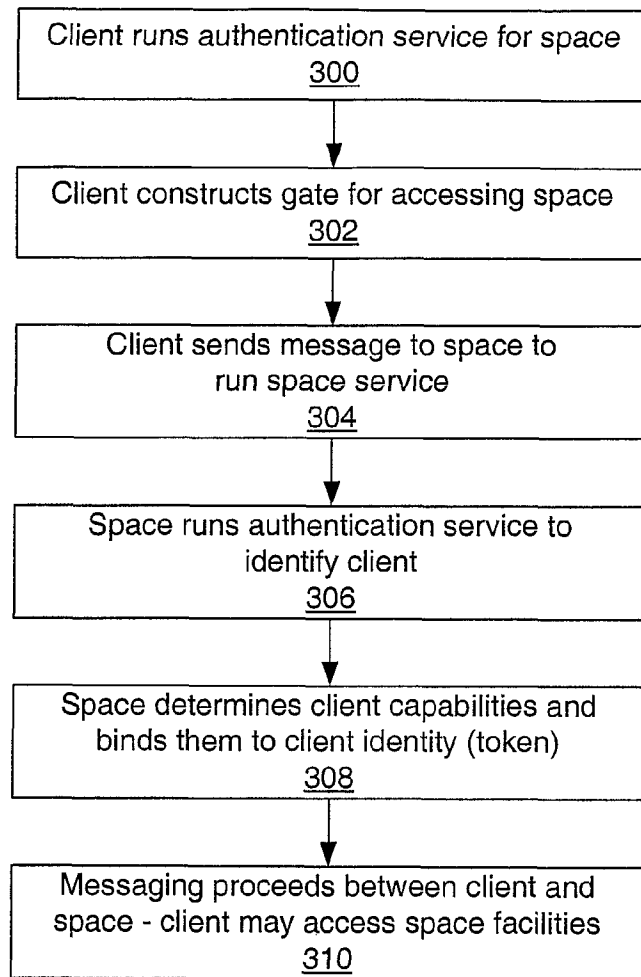 Client runs authentication service for space
300
Client constructs gate for accessing space
302
Client sends message to space to
run space service
304
Space runs authentication service to
identify client
306
Space determines client capabilities and
binds them to client identity (token)
308
Messaging proceeds between client and
space - client may access space facilities
310